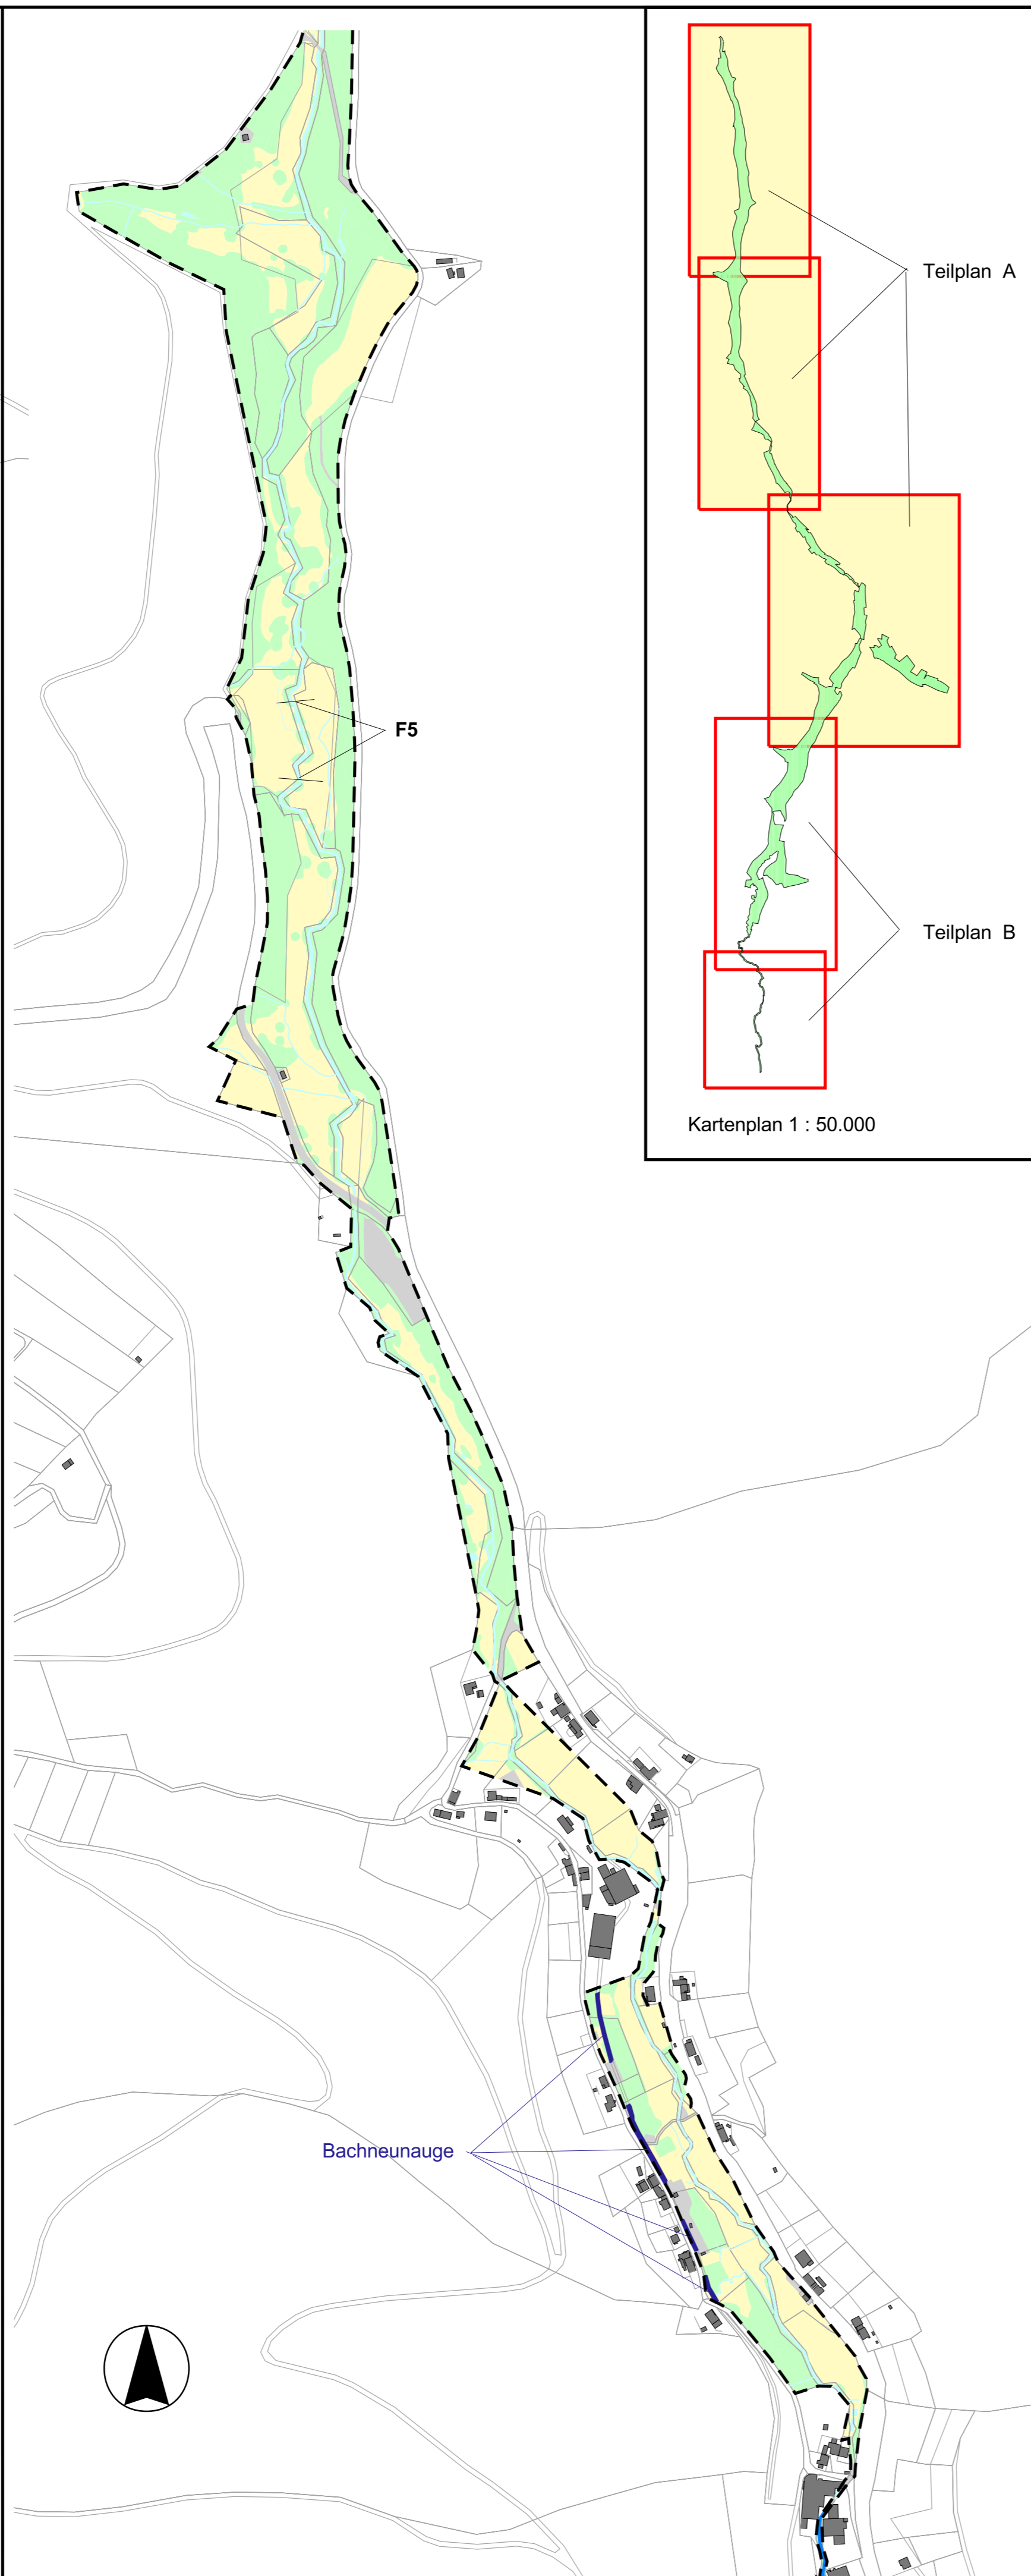 Teilplan A
F5
Teilplan B
Kartenplan 1 : 50.000
Bachneunauge